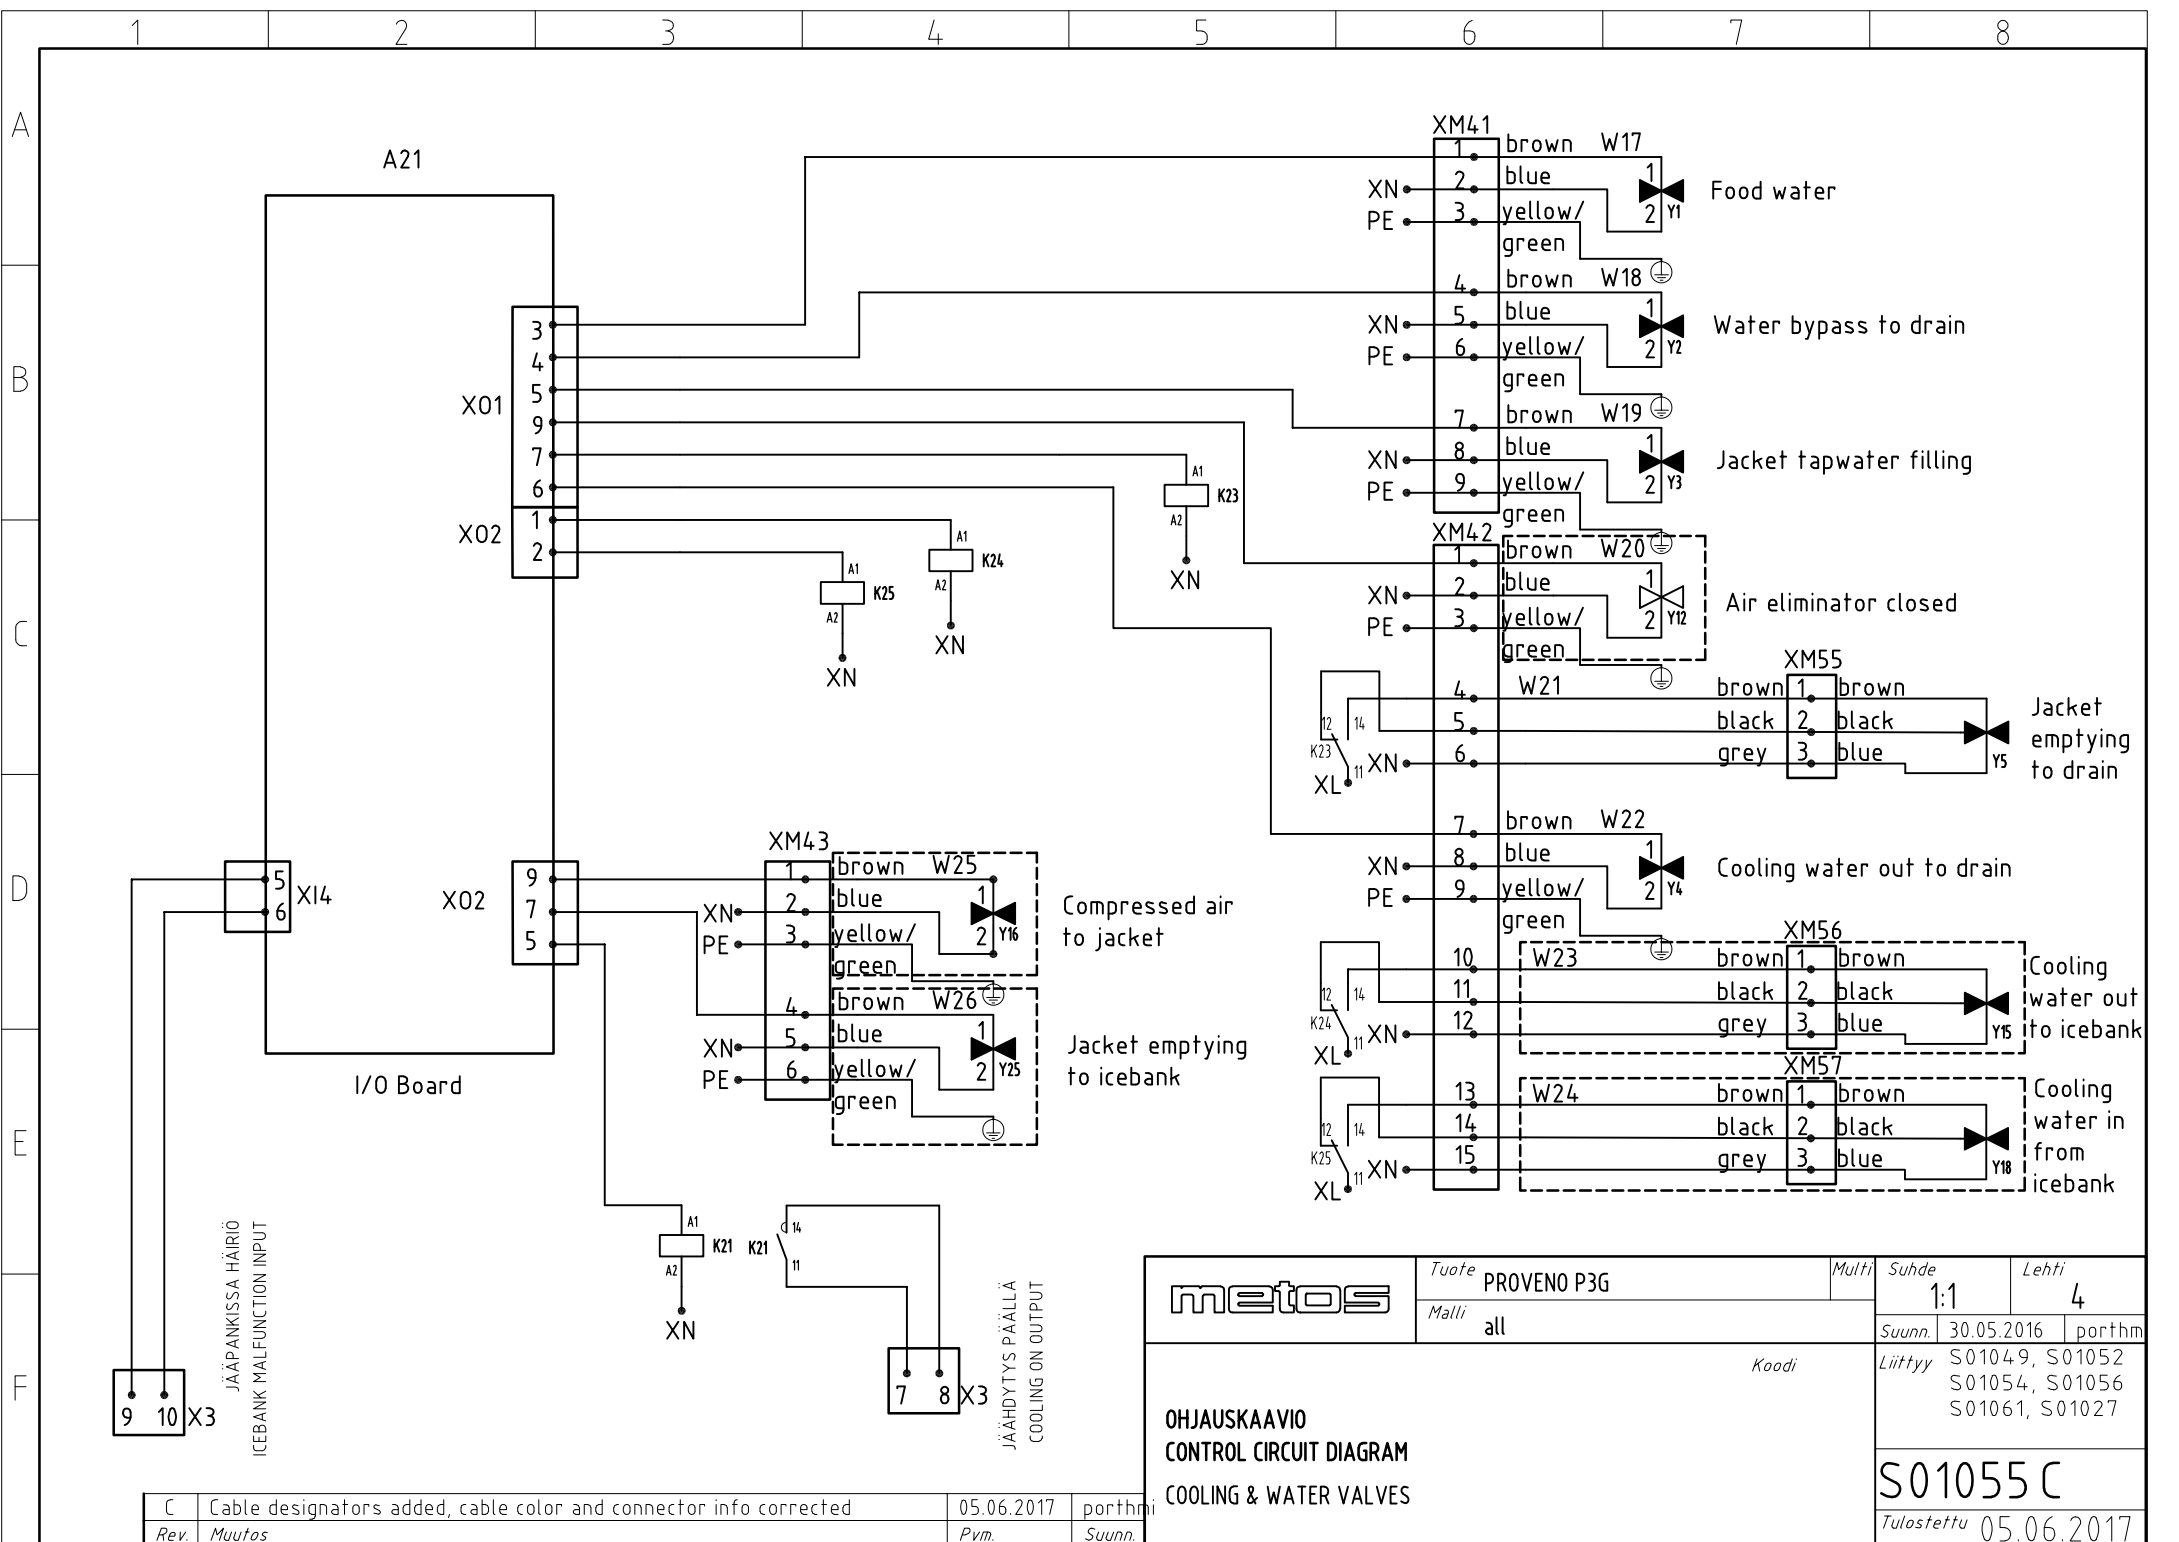 1 2 3 4 5 6 7 8
A
B
C
D
E
F
A21
XO1
3
4
5
9
7
6
XO2
1
2
XI4
5
6
XO2
9
7
5
I/O Board
A1
K23
A2
XN
A1
K24
A2
XN
A1
K25
A2
XN
XM41
1 brown W17
XN 2 blue
PE 3 yellow/
green
1
2 Y1
Food water
4 brown W18
XN 5 blue
PE 6 yellow/
green
1
2 Y2
Water bypass to drain
7 brown W19
XN 8 blue
PE 9 yellow/
green
1
2 Y3
Jacket tapwater filling
XM42
1 brown W20
XN 2 blue
PE 3 yellow/
green
1
2 Y12
Air eliminator closed
XM55
4 W21 brown 1 brown
5 black 2 black
XN 6 grey 3 blue
12 14
K23
11
XL
Y5
Jacket
emptying
to drain
7 brown W22
XN 8 blue
PE 9 yellow/
green
1
2 Y4
Cooling water out to drain
XM56
10 W23 brown 1 brown
11 black 2 black
XN 12 grey 3 blue
12 14
K24
11
XL
Y15
Cooling
water out
to icebank
XM57
13 W24 brown 1 brown
14 black 2 black
XN 15 grey 3 blue
12 14
K25
11
XL
Y18
Cooling
water in
from
icebank
XM43
1 brown W25
XN 2 blue
PE 3 yellow/
green
1
2 Y16
Compressed air
to jacket
4 brown W26
XN 5 blue
PE 6 yellow/
green
1
2 Y25
Jacket emptying
to icebank
A1
K21
A2
XN
K21
14
11
9 10 X3
JÄÄPANKISSA HÄIRIÖ
ICEBANK MALFUNCTION INPUT
7 8 X3
JÄÄHDYTYS PÄÄLLÄ
COOLING ON OUTPUT
metos
Tuote PROVENO P3G
Multi
Malli all
Suhde 1:1
Lehti 4
Suunn. 30.05.2016 porthm
Koodi
Liittyy S01049, S01052
S01054, S01056
S01061, S01027
OHJAUSKAAVIO
CONTROL CIRCUIT DIAGRAM
COOLING & WATER VALVES
S01055 C
Tulostettu 05.06.2017
C Cable designators added, cable color and connector info corrected 05.06.2017 porthmi
Rev. Muutos Pvm. Suunn.